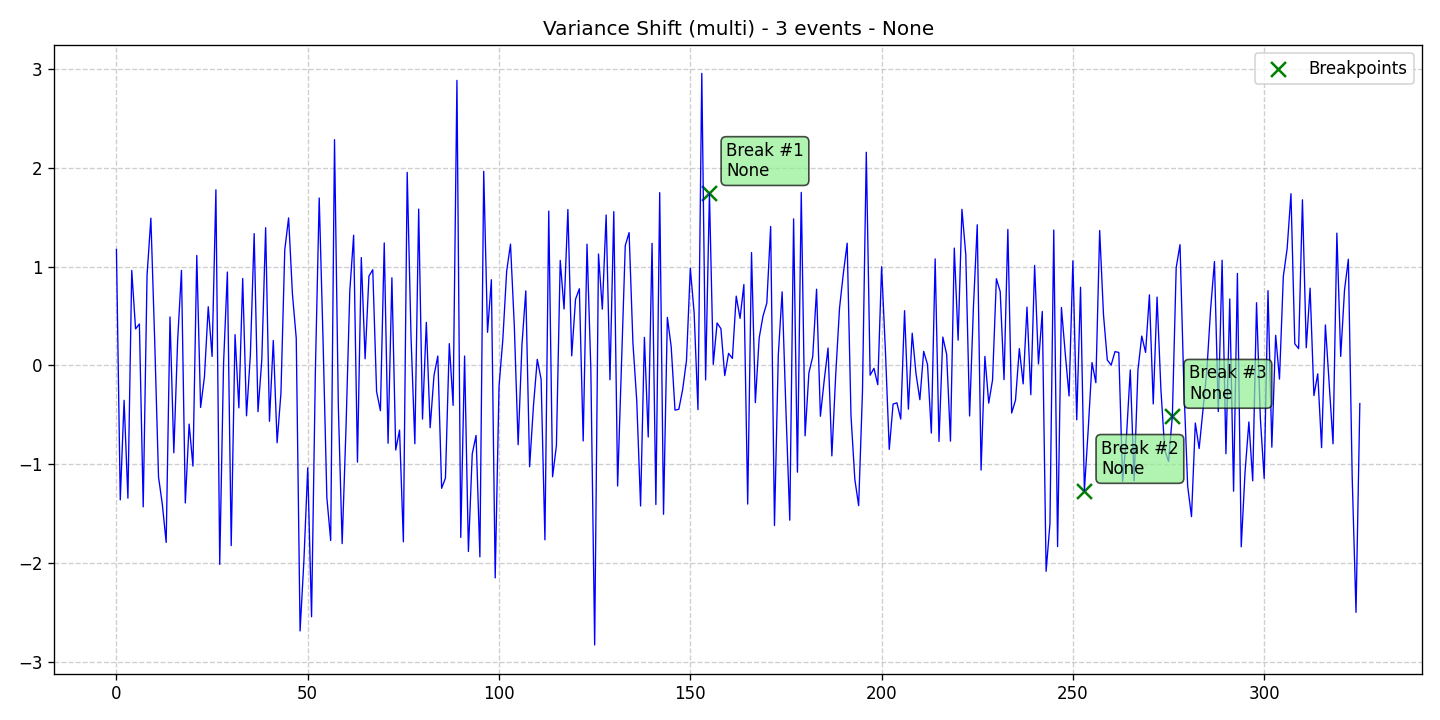 Variance Shift (multi) - 3 events - None
Breakpoints
3
2
1
0
−1
−2
−3
Break #1
None
Break #3
None
Break #2
None
0
50
100
150
200
250
300